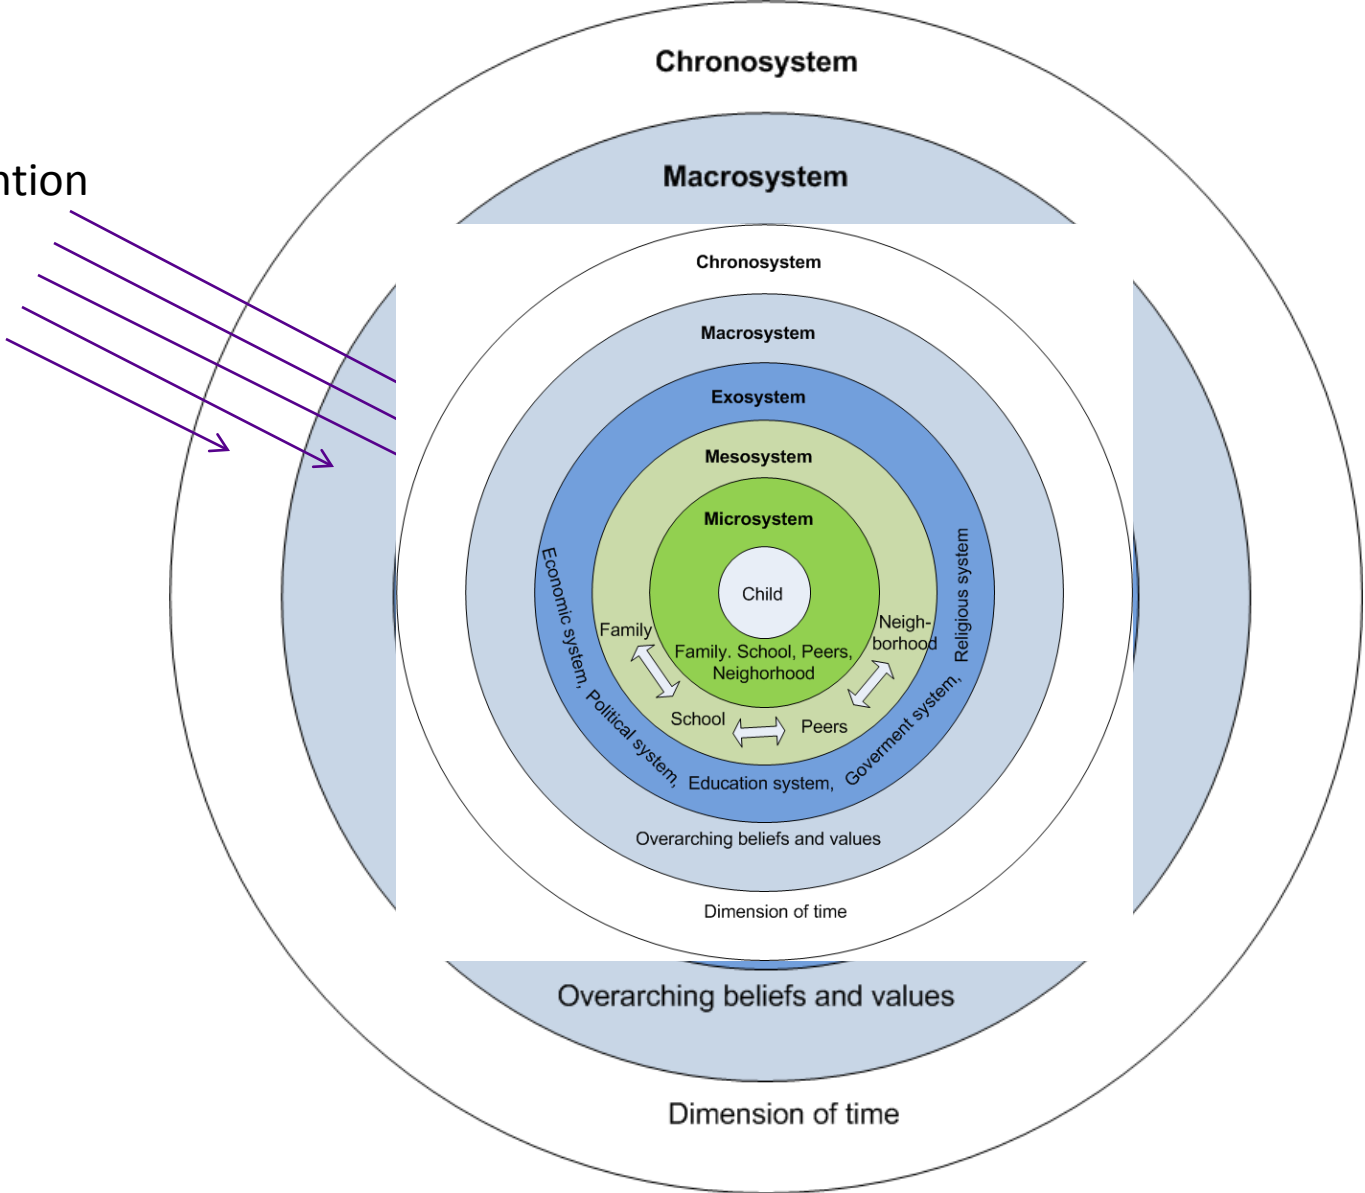 Chronosystem
Macrosystem
ntion
Chronosystem
Macrosystem
Exosystem
Mesosystem
Microsystem
Child
Family. School, Peers,
Neighorhood
Family
School
Peers
Neigh-
borhood
Economic system,
Political system,
Education system,
Goverment system,
Religious system
Overarching beliefs and values
Dimension of time
Overarching beliefs and values
Dimension of time